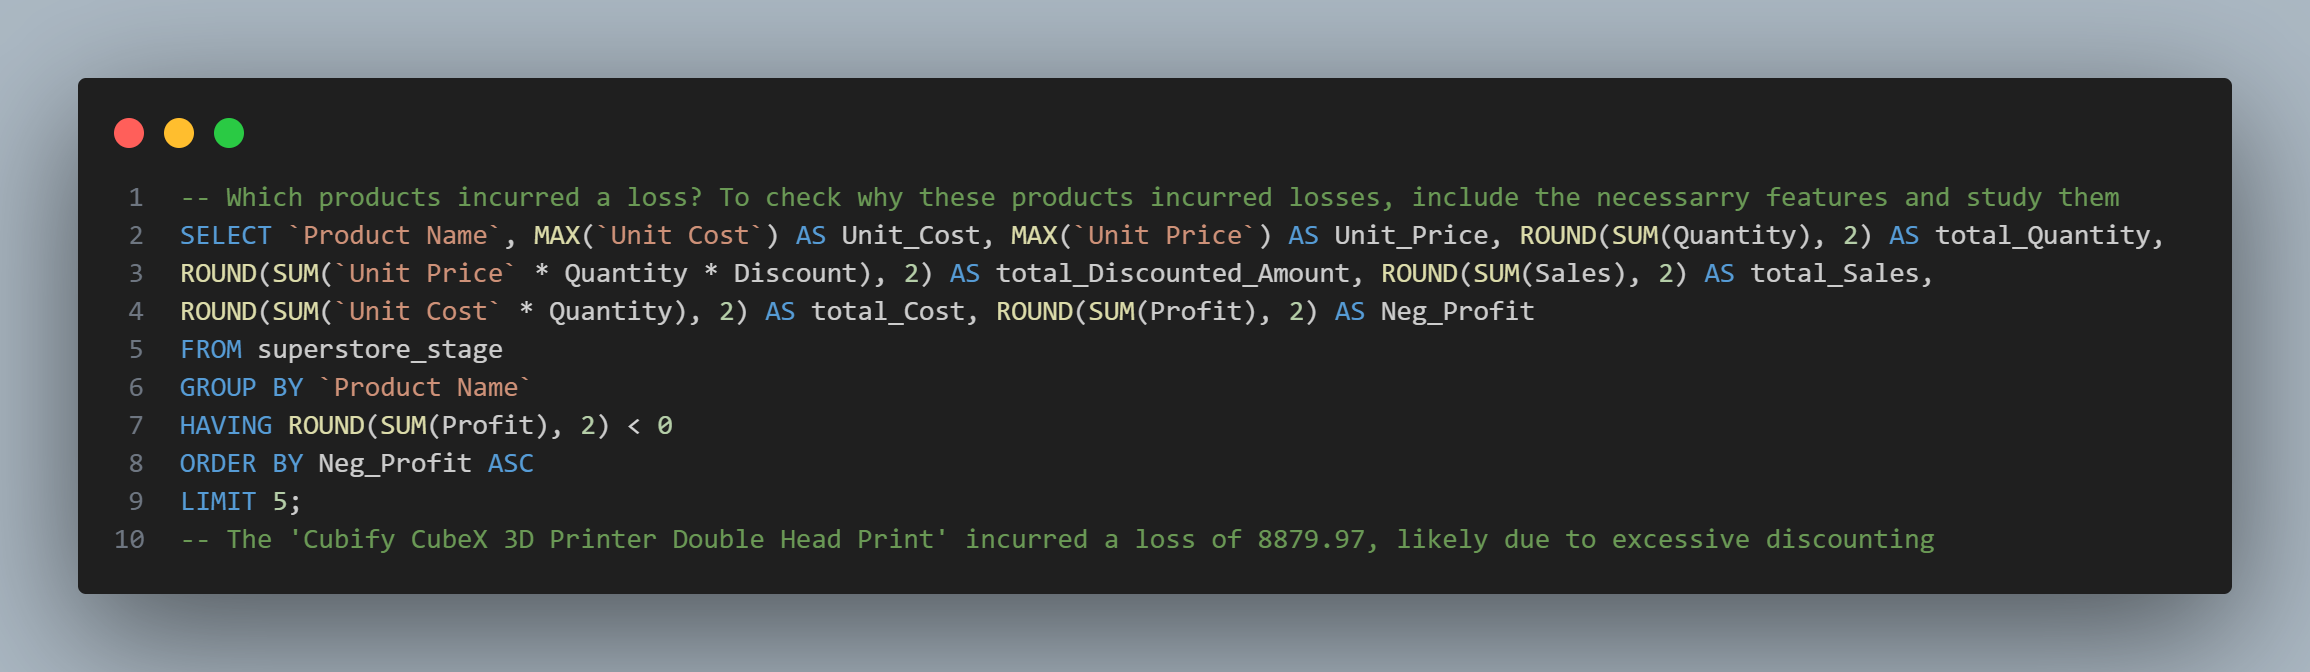 1 -- Which products incurred a loss? To check why these products incurred losses, include the necessarry features and study them
2 SELECT `Product Name`, MAX(`Unit Cost`) AS Unit_Cost, MAX(`Unit Price`) AS Unit_Price, ROUND(SUM(Quantity), 2) AS total_Quantity,
3 ROUND(SUM(`Unit Price` * Quantity * Discount), 2) AS total_Discounted_Amount, ROUND(SUM(Sales), 2) AS total_Sales,
4 ROUND(SUM(`Unit Cost` * Quantity), 2) AS total_Cost, ROUND(SUM(Profit), 2) AS Neg_Profit
5 FROM superstore_stage
6 GROUP BY `Product Name`
7 HAVING ROUND(SUM(Profit), 2) < 0
8 ORDER BY Neg_Profit ASC
9 LIMIT 5;
10 -- The 'Cubify CubeX 3D Printer Double Head Print' incurred a loss of 8879.97, likely due to excessive discounting